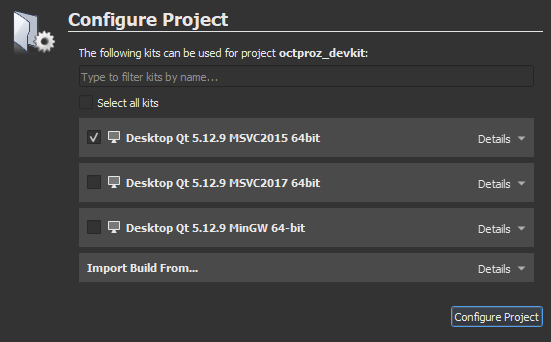 Configure Project
The following kits can be used for project octproz_devkit:
Type to filter kits by name...
Select all kits
Desktop Qt 5.12.9 MSVC2015 64bit Details
Desktop Qt 5.12.9 MSVC2017 64bit Details
Desktop Qt 5.12.9 MinGW 64-bit Details
Import Build From... Details
Configure Project